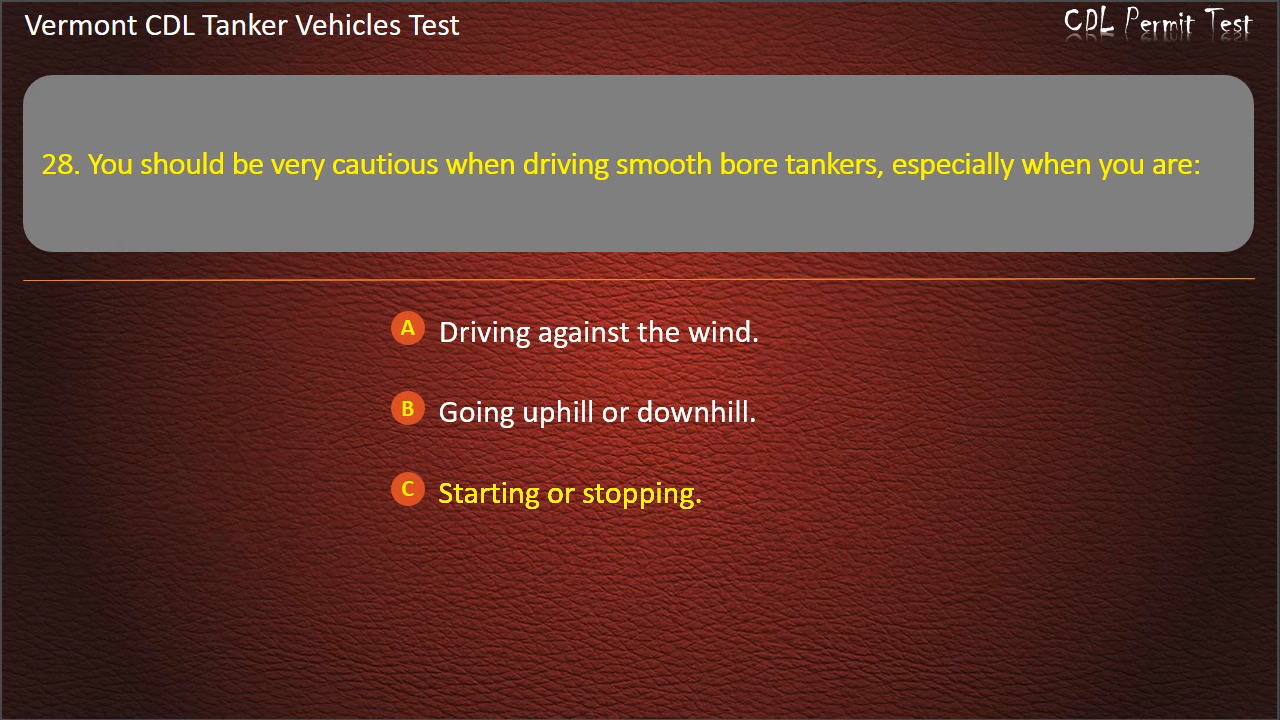 Vermont CDL Tanker Vehicles Test
CDL Permit Test
28. You should be very cautious when driving smooth bore tankers, especially when you are:
A Driving against the wind.
B Going uphill or downhill.
C Starting or stopping.